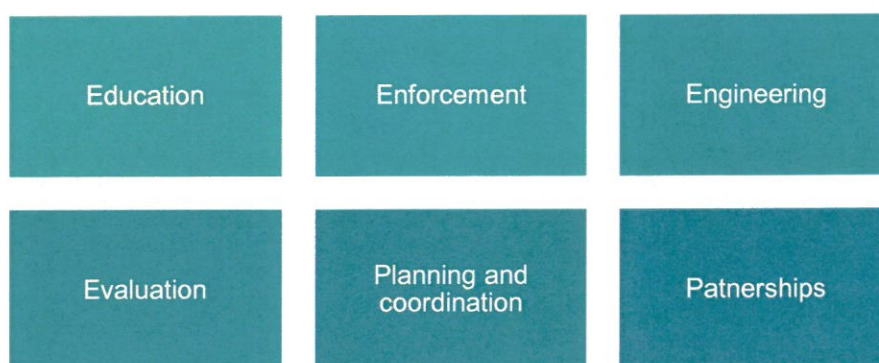 Education
Enforcement
Engineering
Evaluation
Planning and
coordination
Patnerships